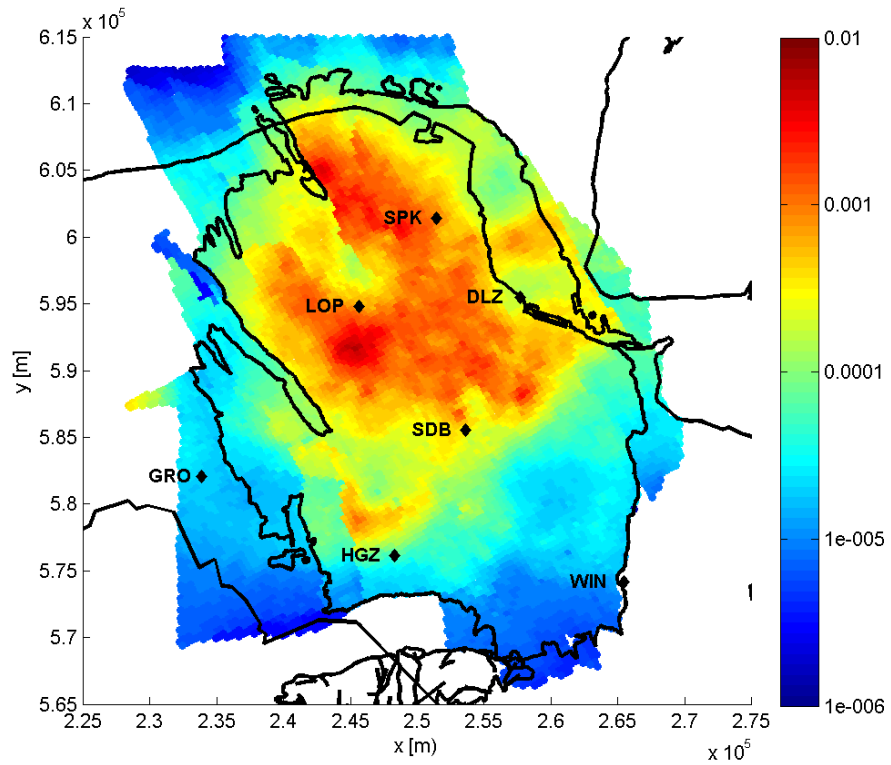 x 10^5
6.15
6.1
6.05
6
5.95
5.9
5.85
5.8
5.75
5.7
5.65
y [m]
SPK
LOP
DLZ
SDB
GRO
HGZ
WIN
2.25
2.3
2.35
2.4
2.45
2.5
2.55
2.6
2.65
2.7
2.75
x [m]
x 10^5
0.01
0.001
0.0001
1e-005
1e-006